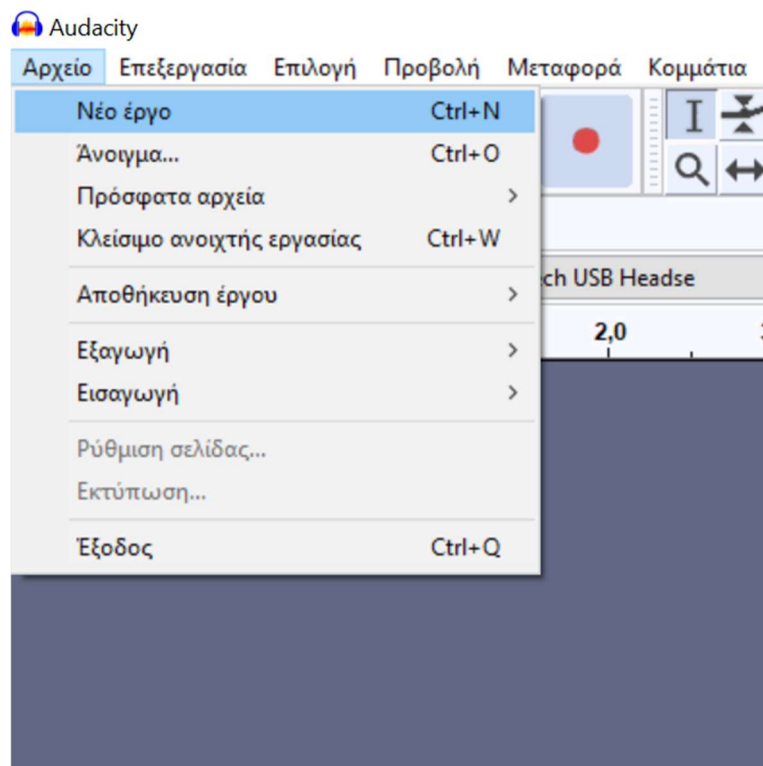 Audacity
Αρχείο Επεξεργασία Επιλογή Προβολή Μεταφορά Κομμάτια
Νέο έργο Ctrl+N
Άνοιγμα... Ctrl+O
Πρόσφατα αρχεία
Κλείσιμο ανοιχτής εργασίας Ctrl+W
ech USB Headse
Αποθήκευση έργου
2,0
Εξαγωγή
Εισαγωγή
Ρύθμιση σελίδας...
Εκτύπωση...
Έξοδος Ctrl+Q